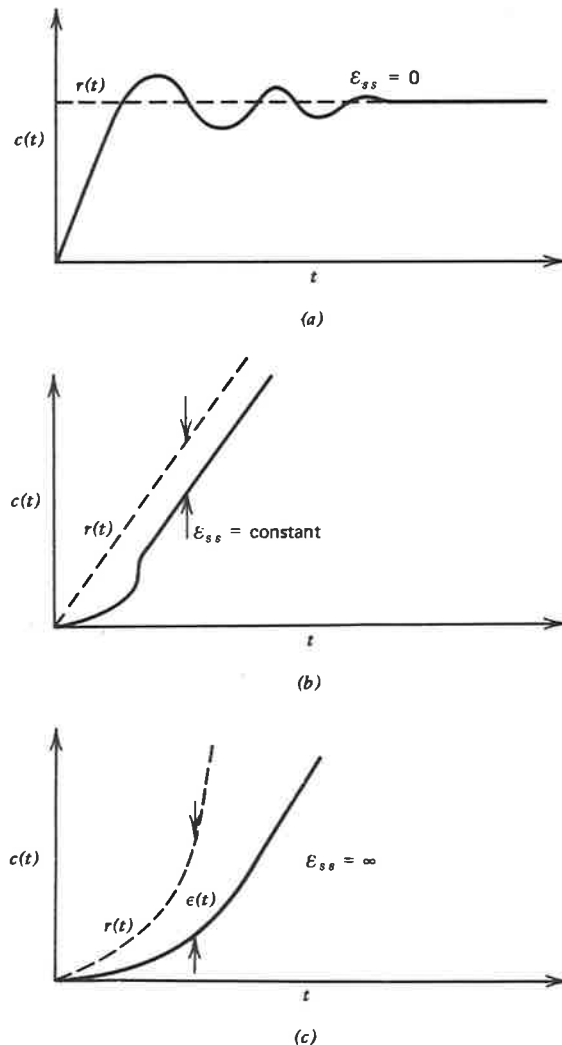 r(t)
ℰss = 0
c(t)
t
(a)
c(t)
r(t)
ℰss = constant
t
(b)
c(t)
r(t)
ϵ(t)
ℰss = ∞
t
(c)